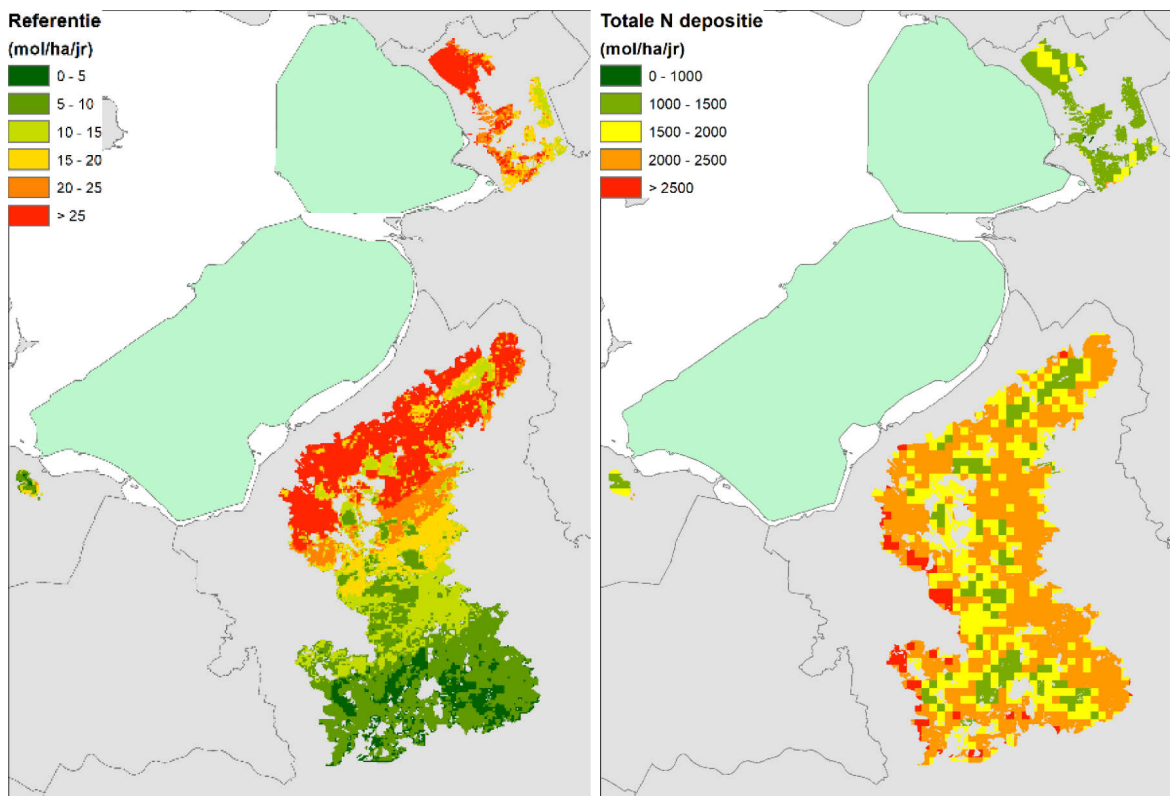 Referentie
(mol/ha/jr)
0 - 5
5 - 10
10 - 15
15 - 20
20 - 25
> 25
Totale N depositie
(mol/ha/jr)
0 - 1000
1000 - 1500
1500 - 2000
2000 - 2500
> 2500